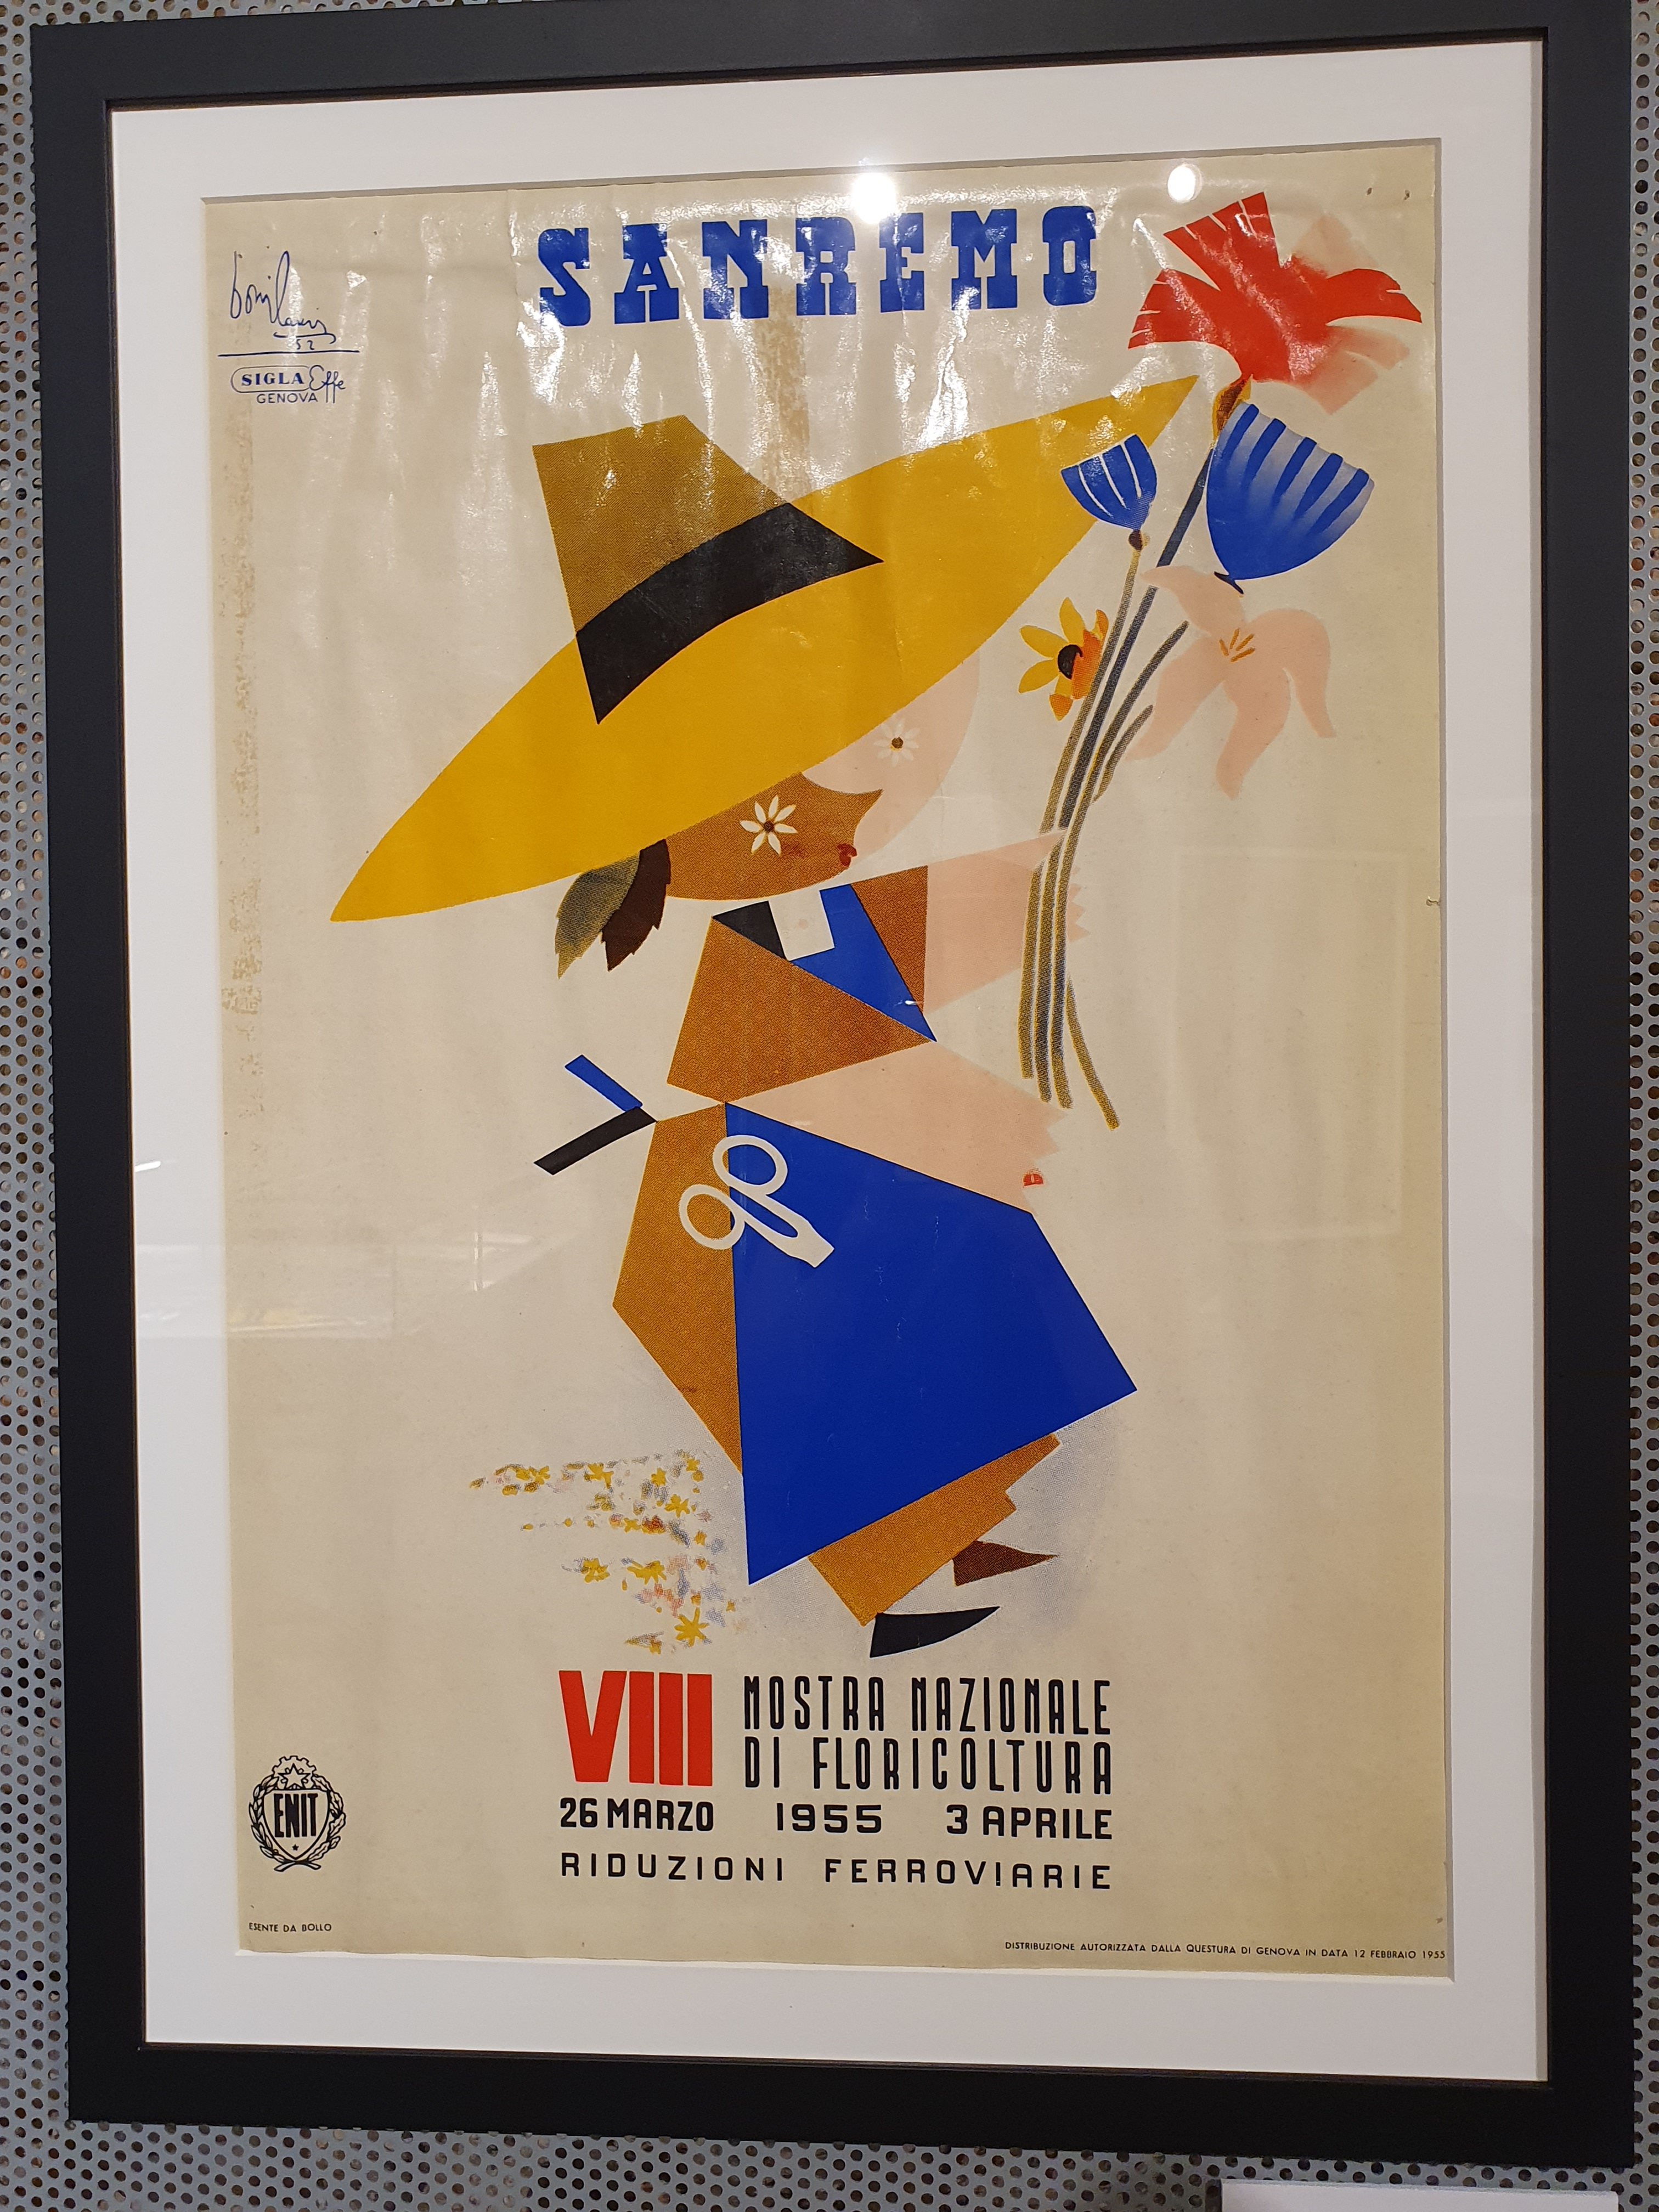 SANREMO
52
SIGLA Effe
GENOVA
VIII MOSTRA NAZIONALE
DI FLORICOLTURA
26 MARZO 1955 3 APRILE
RIDUZIONI FERROVIARIE
ENIT
ESENTE DA BOLLO
DISTRIBUZIONE AUTORIZZATA DALLA QUESTURA DI GENOVA IN DATA 12 FEBBRAIO 1955